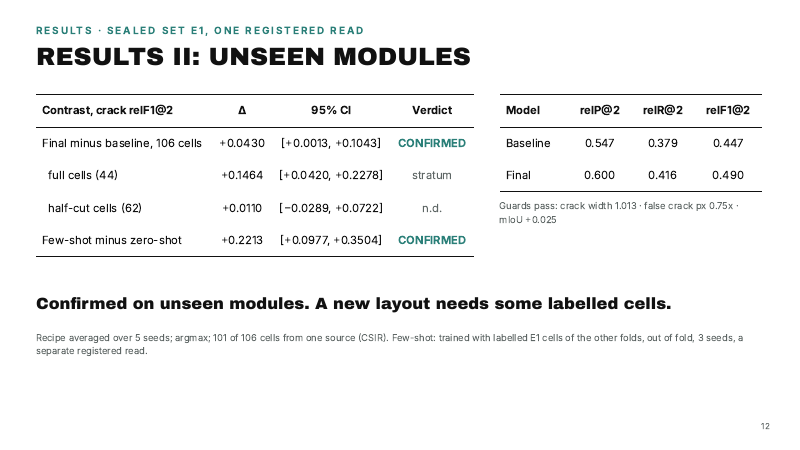 RESULTS · SEALED SET E1, ONE REGISTERED READ
RESULTS II: UNSEEN MODULES
Contrast, crack relF1@2 Δ 95% CI Verdict
Final minus baseline, 106 cells +0.0430 [+0.0013, +0.1043] CONFIRMED
full cells (44) +0.1464 [+0.0420, +0.2278] stratum
half-cut cells (62) +0.0110 [−0.0289, +0.0722] n.d.
Few-shot minus zero-shot +0.2213 [+0.0977, +0.3504] CONFIRMED
Model relP@2 relR@2 relF1@2
Baseline 0.547 0.379 0.447
Final 0.600 0.416 0.490
Guards pass: crack width 1.013 · false crack px 0.75x ·
mIoU +0.025
Confirmed on unseen modules. A new layout needs some labelled cells.
Recipe averaged over 5 seeds; argmax; 101 of 106 cells from one source (CSIR). Few-shot: trained with labelled E1 cells of the other folds, out of fold, 3 seeds, a
separate registered read.
12